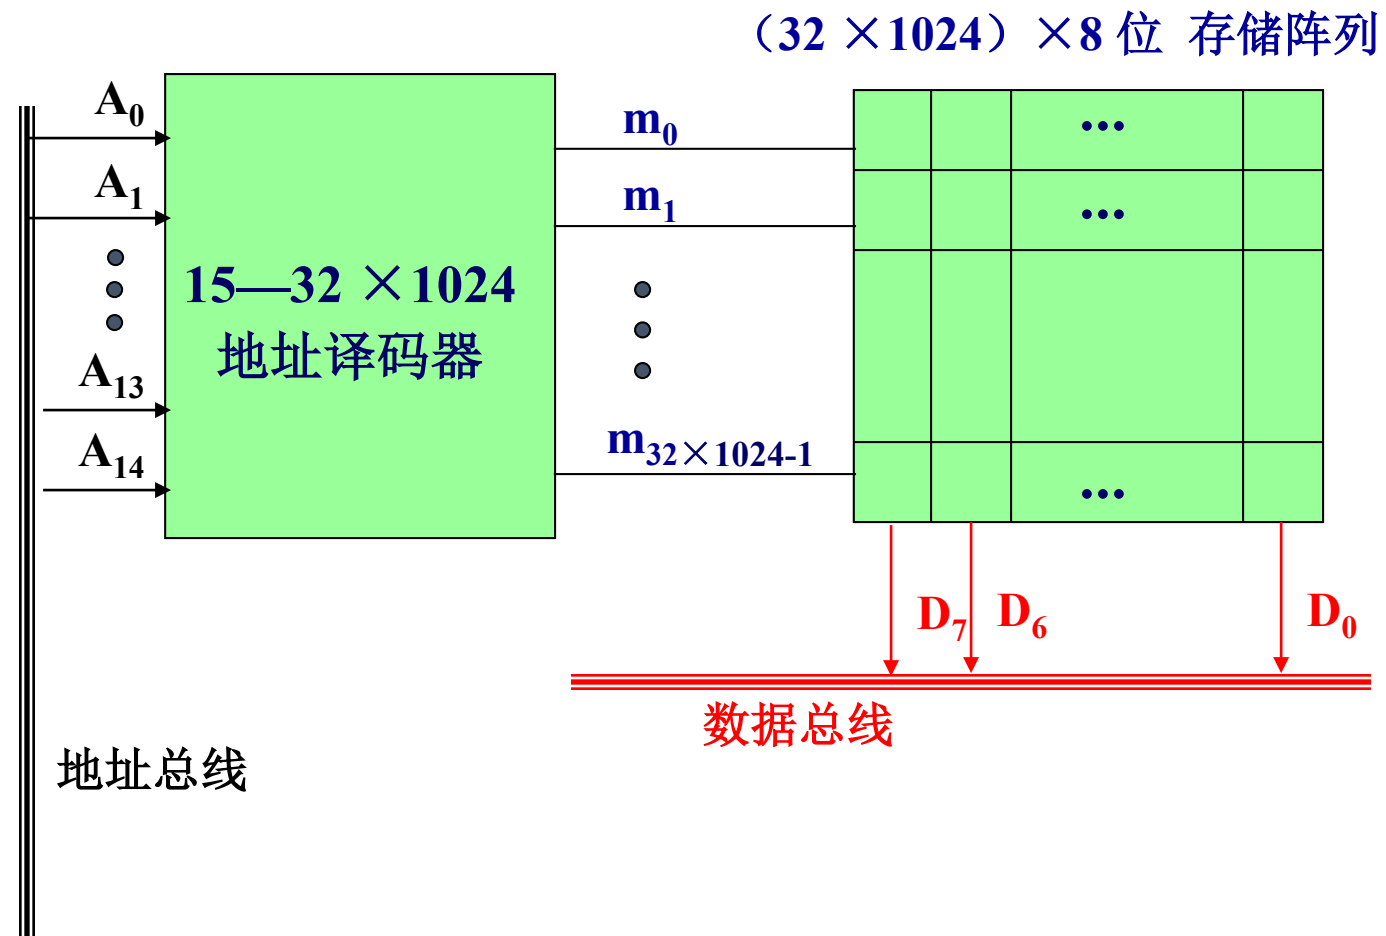 （32 ×1024）×8 位 存储阵列
A0
A1
15—32 ×1024
地址译码器
A13
A14
m0
m1
m32×1024-1
...
...
...
D7
D6
D0
数据总线
地址总线